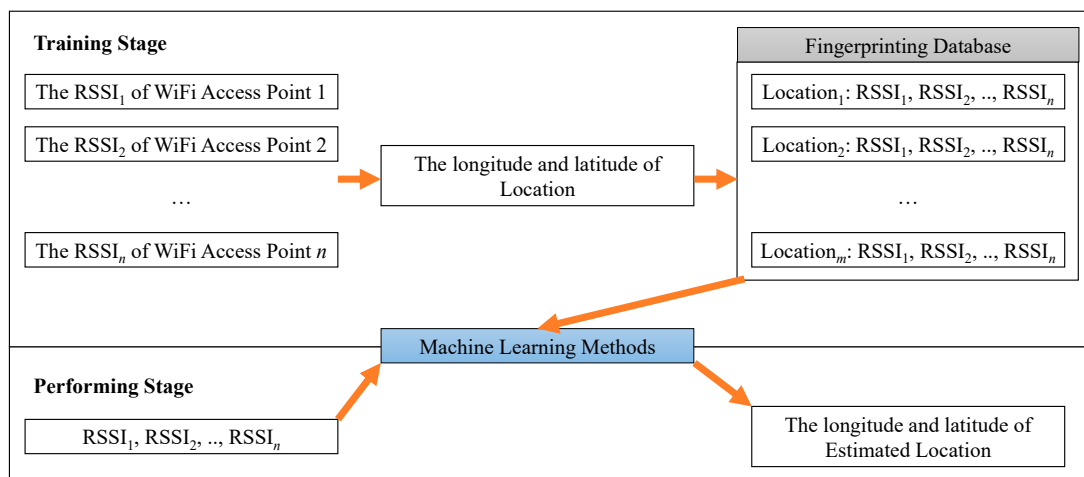 Training Stage
The RSSI₁ of WiFi Access Point 1
The RSSI₂ of WiFi Access Point 2
…
The RSSIₙ of WiFi Access Point n
The longitude and latitude of
Location
Fingerprinting Database
Location₁: RSSI₁, RSSI₂, .., RSSIₙ
Location₂: RSSI₁, RSSI₂, .., RSSIₙ
…
Locationₘ: RSSI₁, RSSI₂, .., RSSIₙ
Machine Learning Methods
Performing Stage
RSSI₁, RSSI₂, .., RSSIₙ
The longitude and latitude of
Estimated Location